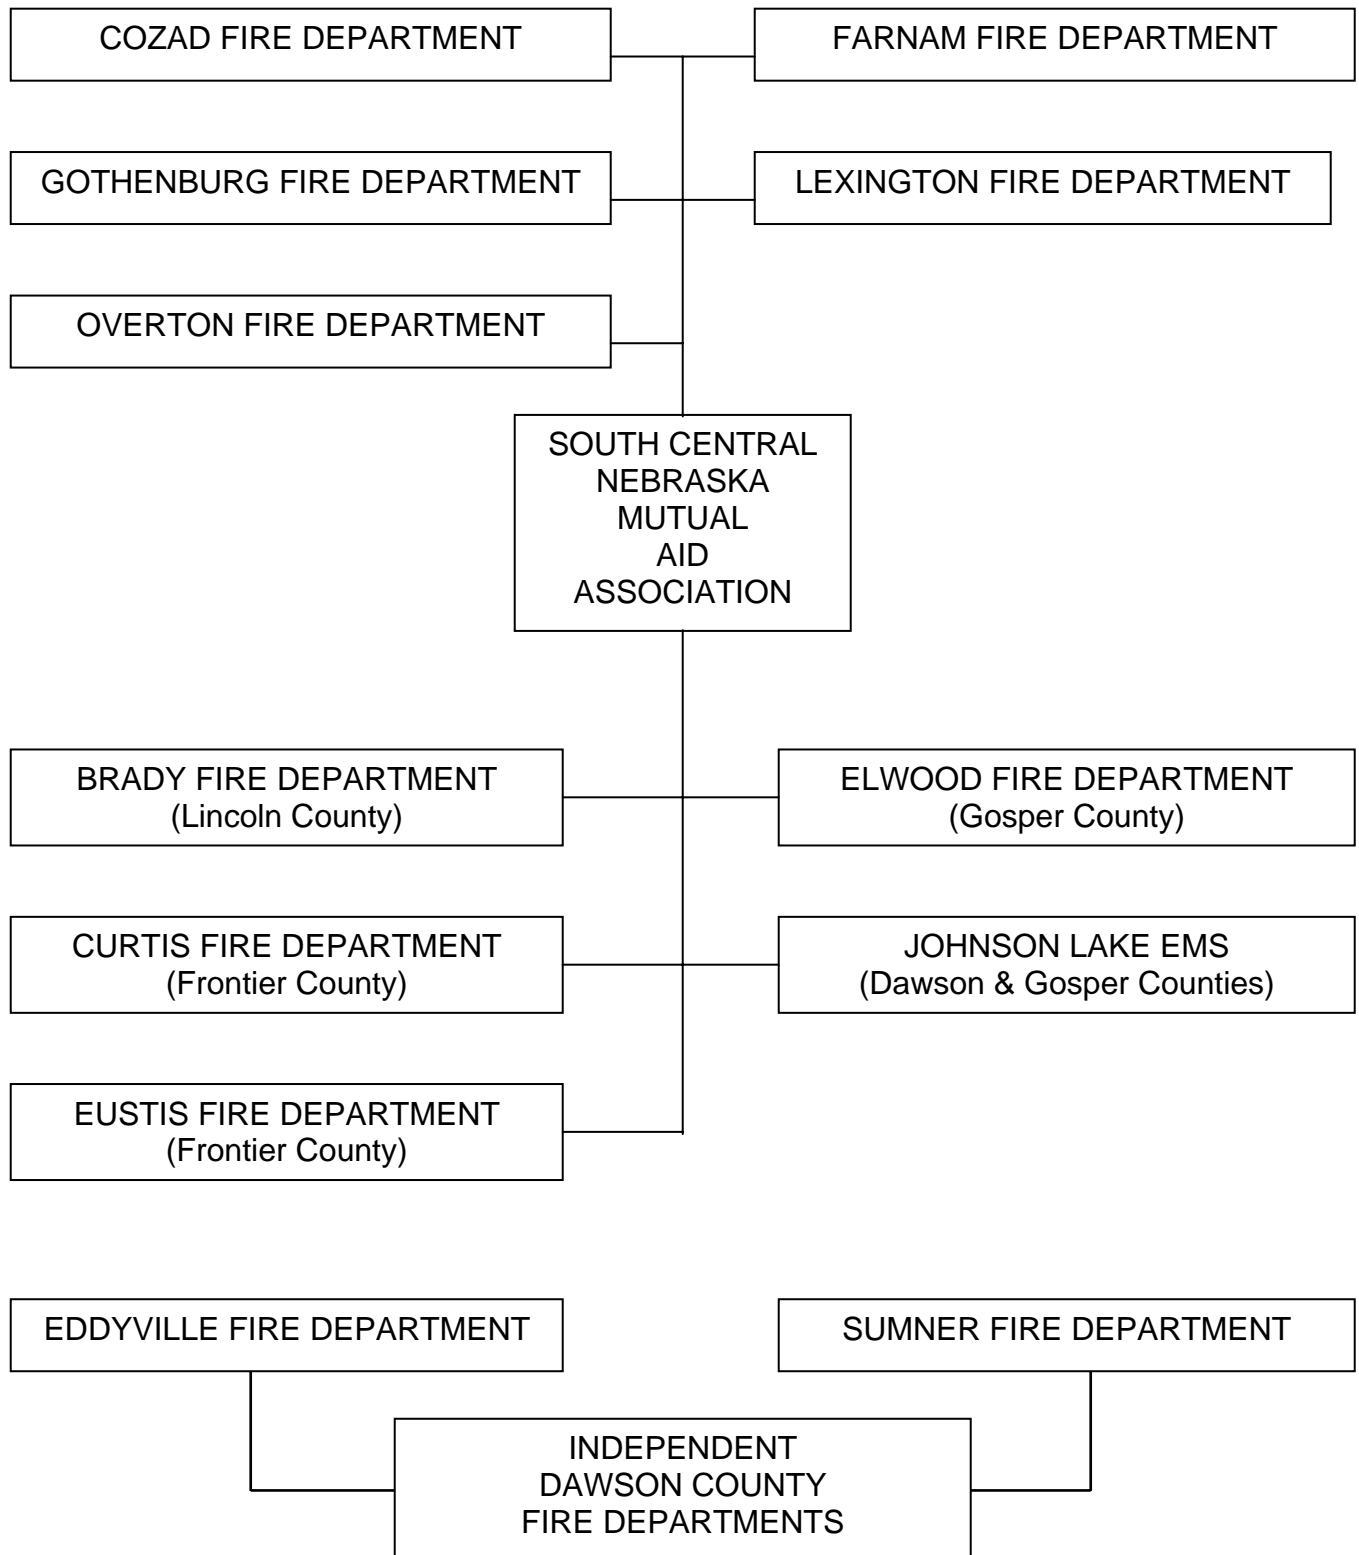 COZAD FIRE DEPARTMENT
FARNAM FIRE DEPARTMENT
GOTHENBURG FIRE DEPARTMENT
LEXINGTON FIRE DEPARTMENT
OVERTON FIRE DEPARTMENT
SOUTH CENTRAL
NEBRASKA
MUTUAL
AID
ASSOCIATION
BRADY FIRE DEPARTMENT
(Lincoln County)
ELWOOD FIRE DEPARTMENT
(Gosper County)
CURTIS FIRE DEPARTMENT
(Frontier County)
JOHNSON LAKE EMS
(Dawson & Gosper Counties)
EUSTIS FIRE DEPARTMENT
(Frontier County)
EDDYVILLE FIRE DEPARTMENT
SUMNER FIRE DEPARTMENT
INDEPENDENT
DAWSON COUNTY
FIRE DEPARTMENTS